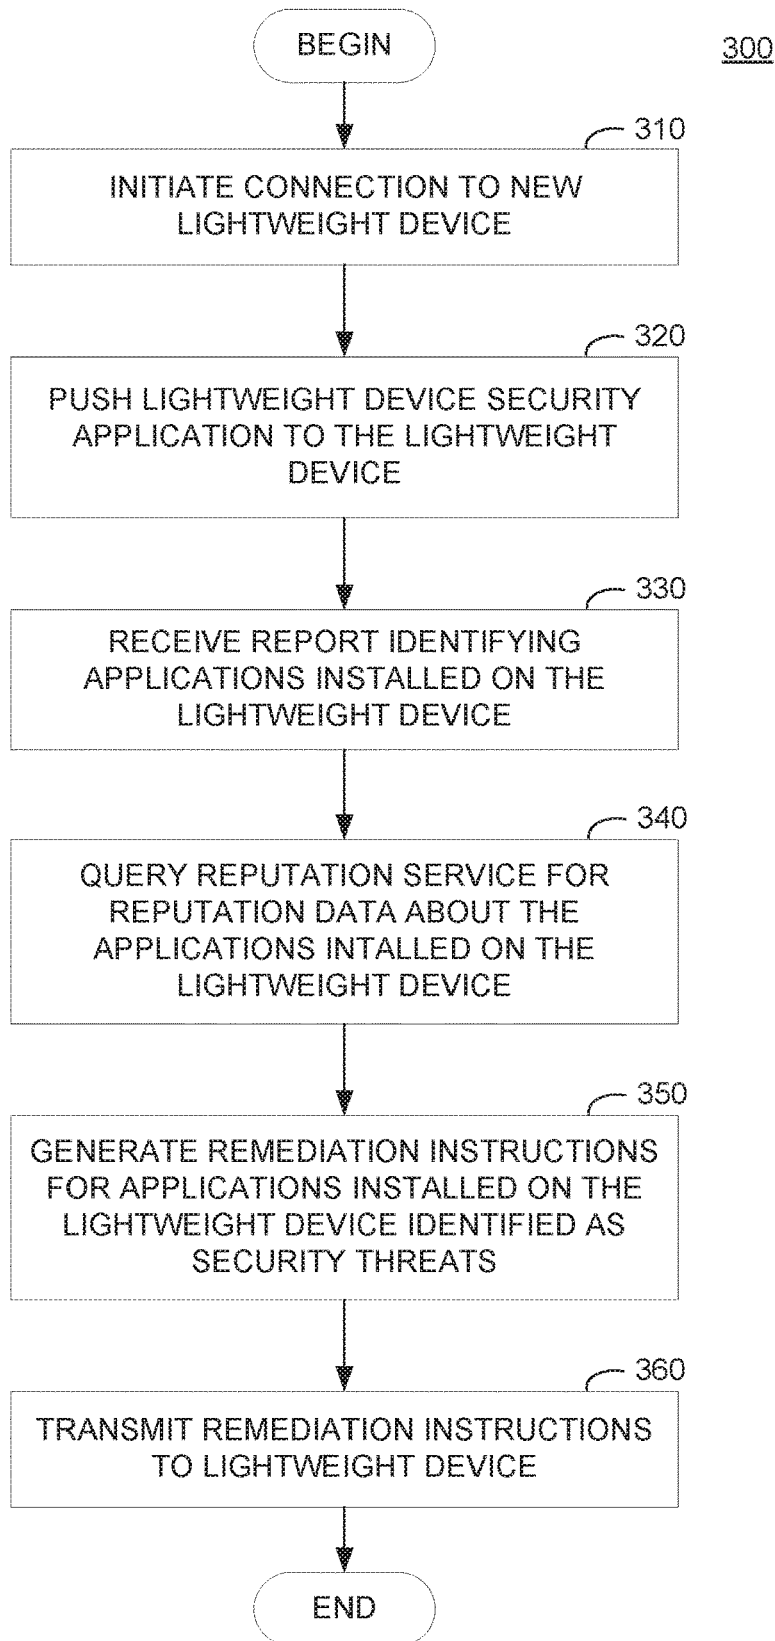 BEGIN
300
310
INITIATE CONNECTION TO NEW
LIGHTWEIGHT DEVICE
320
PUSH LIGHTWEIGHT DEVICE SECURITY
APPLICATION TO THE LIGHTWEIGHT
DEVICE
330
RECEIVE REPORT IDENTIFYING
APPLICATIONS INSTALLED ON THE
LIGHTWEIGHT DEVICE
340
QUERY REPUTATION SERVICE FOR
REPUTATION DATA ABOUT THE
APPLICATIONS INTALLED ON THE
LIGHTWEIGHT DEVICE
350
GENERATE REMEDIATION INSTRUCTIONS
FOR APPLICATIONS INSTALLED ON THE
LIGHTWEIGHT DEVICE IDENTIFIED AS
SECURITY THREATS
360
TRANSMIT REMEDIATION INSTRUCTIONS
TO LIGHTWEIGHT DEVICE
END